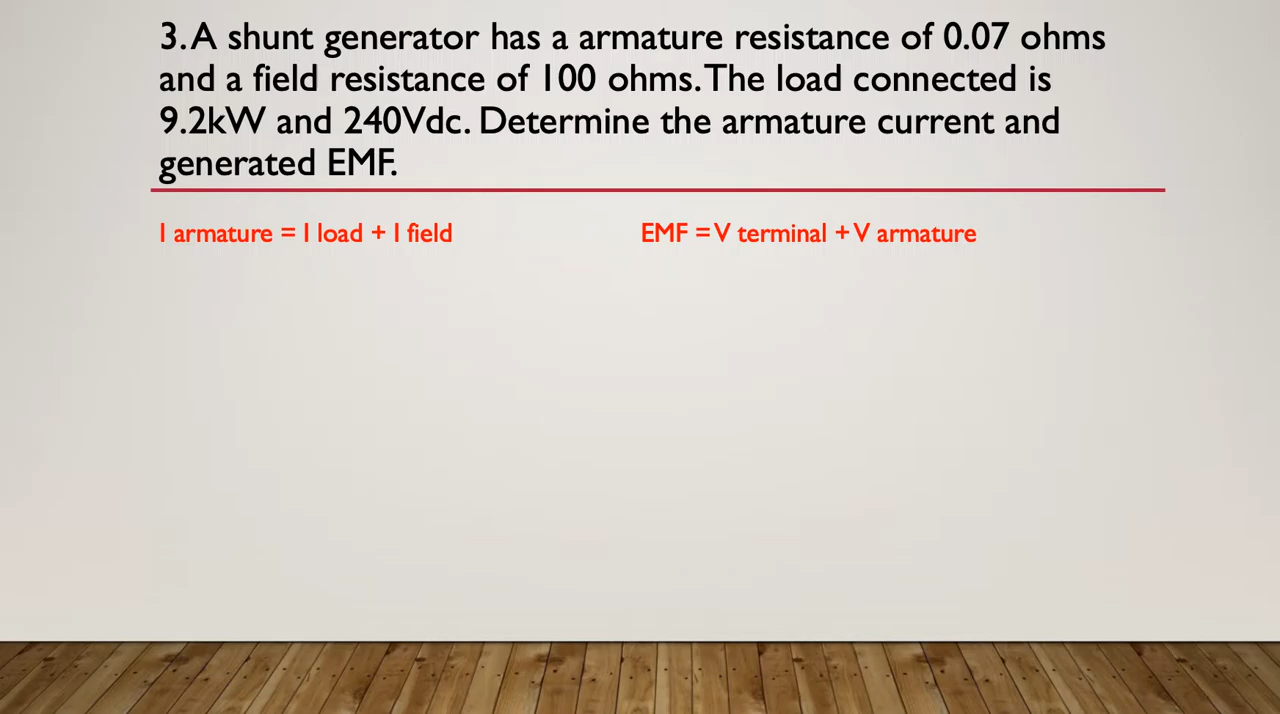 3. A shunt generator has a armature resistance of 0.07 ohms
and a field resistance of 100 ohms. The load connected is
9.2kW and 240Vdc. Determine the armature current and
generated EMF.
I armature = I load + I field
EMF = V terminal + V armature